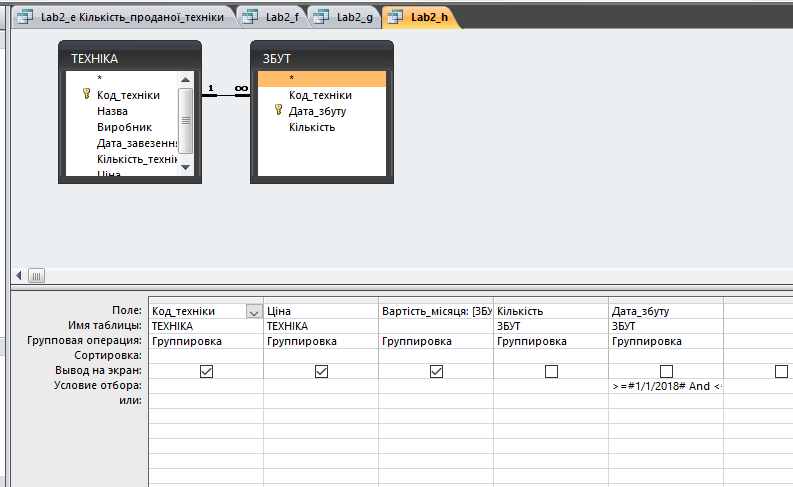 Lab2_e Кількість_проданої_техніки Lab2_f Lab2_g Lab2_h
ТЕХНІКА
*
Код_техніки
Назва
Виробник
Дата_завезенн
Кількість_технік
Ціна
1 ∞
ЗБУТ
*
Код_техніки
Дата_збуту
Кількість
Поле: Код_техніки Ціна Вартість_місяця: [ЗБУ Кількість Дата_збуту
Имя таблицы: ТЕХНІКА ТЕХНІКА ЗБУТ ЗБУТ
Групповая операция: Группировка Группировка Группировка Группировка Группировка
Сортировка:
Вывод на экран:
Условие отбора: >=#1/1/2018# And <=
или: